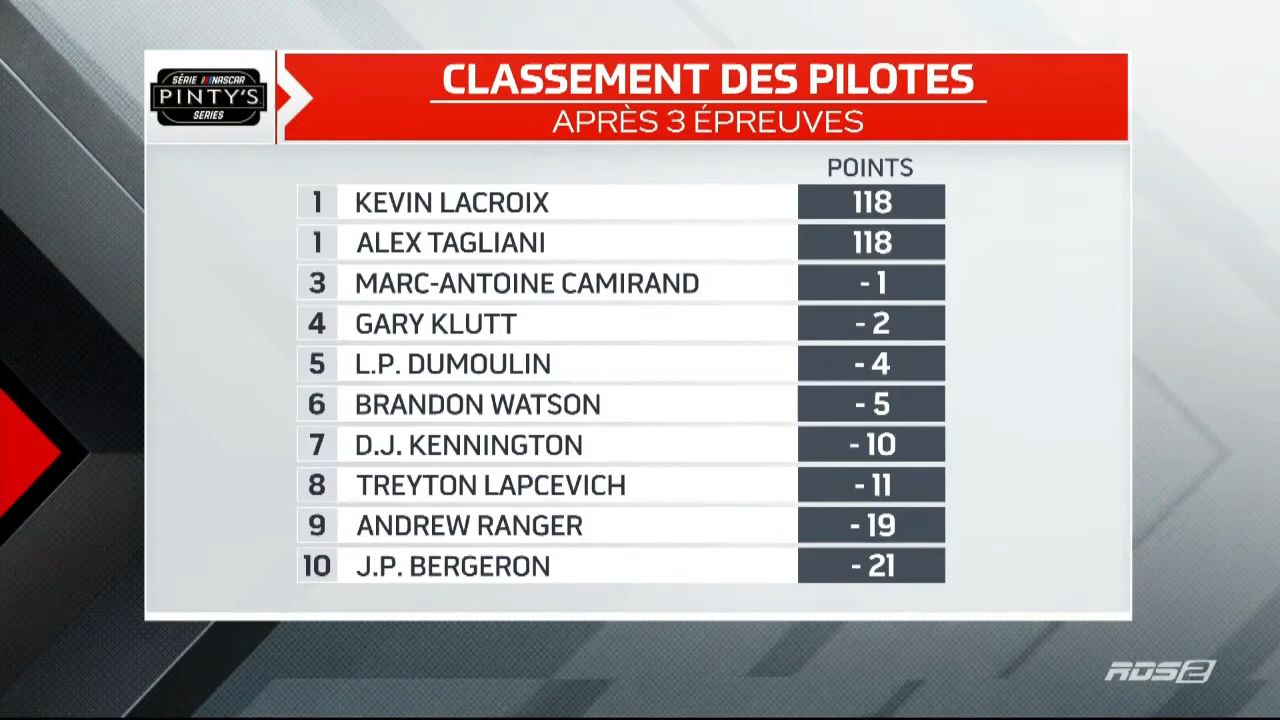 SÉRIE NASCAR
PINTY'S
SERIES
CLASSEMENT DES PILOTES
APRÈS 3 ÉPREUVES
POINTS
1 KEVIN LACROIX 118
1 ALEX TAGLIANI 118
3 MARC-ANTOINE CAMIRAND - 1
4 GARY KLUTT - 2
5 L.P. DUMOULIN - 4
6 BRANDON WATSON - 5
7 D.J. KENNINGTON - 10
8 TREYTON LAPCEVICH - 11
9 ANDREW RANGER - 19
10 J.P. BERGERON - 21
RDS2